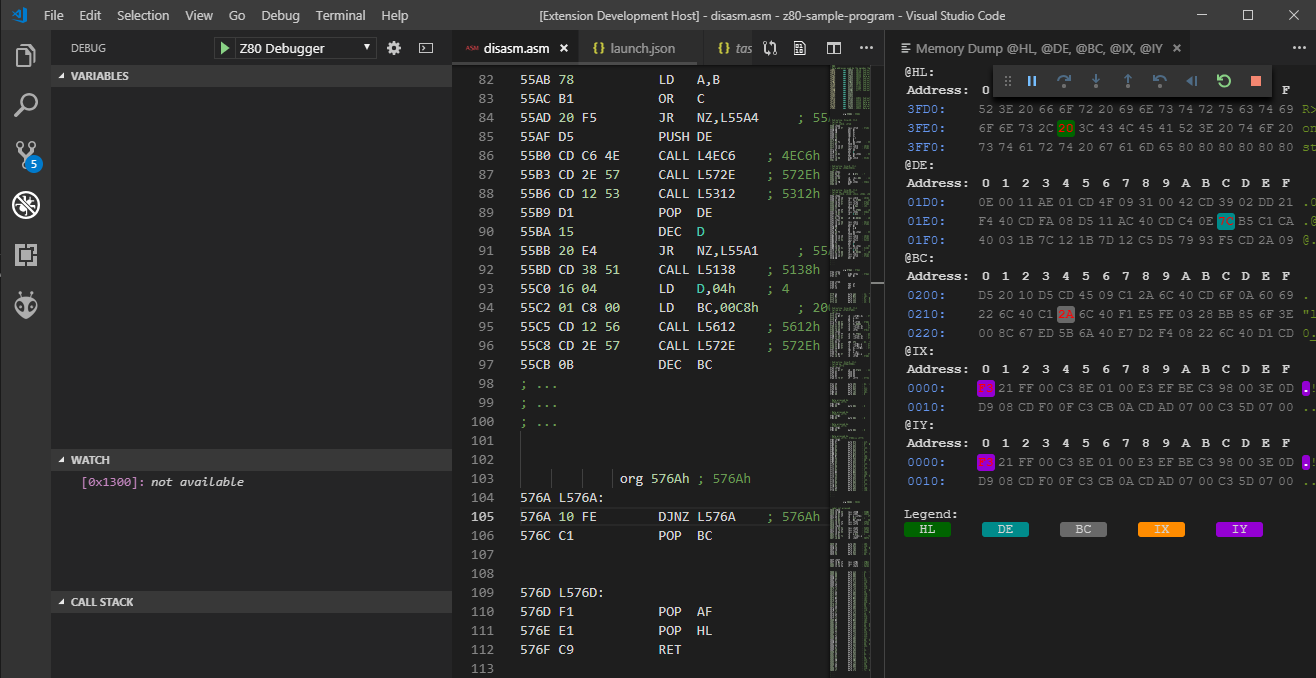 File Edit Selection View Go Debug Terminal Help [Extension Development Host] - disasm.asm - z80-sample-program - Visual Studio Code
DEBUG Z80 Debugger
VARIABLES
WATCH
[0x1300]: not available
CALL STACK
5
ASM disasm.asm × {} launch.json {} tas
82 55AB 78 LD A,B
83 55AC B1 OR C
84 55AD 20 F5 JR NZ,L55A4 ; 55
85 55AF D5 PUSH DE
86 55B0 CD C6 4E CALL L4EC6 ; 4EC6h
87 55B3 CD 2E 57 CALL L572E ; 572Eh
88 55B6 CD 12 53 CALL L5312 ; 5312h
89 55B9 D1 POP DE
90 55BA 15 DEC D
91 55BB 20 E4 JR NZ,L55A1 ; 55
92 55BD CD 38 51 CALL L5138 ; 5138h
93 55C0 16 04 LD D,04h ; 4
94 55C2 01 C8 00 LD BC,00C8h ; 20
95 55C5 CD 12 56 CALL L5612 ; 5612h
96 55C8 CD 2E 57 CALL L572E ; 572Eh
97 55CB 0B DEC BC
98 ; ...
99 ; ...
100 ; ...
101
102
103 org 576Ah ; 576Ah
104 576A L576A:
105 576A 10 FE DJNZ L576A ; 576Ah
106 576C C1 POP BC
107
108
109 576D L576D:
110 576D F1 POP AF
111 576E E1 POP HL
112 576F C9 RET
113
Memory Dump @HL, @DE, @BC, @IX, @IY ×
@HL:
Address: 0 F
3FD0: 52 3E 20 66 6F 72 20 69 6E 73 74 72 75 63 74 69 R>
3FE0: 6F 6E 73 2C 20 3C 43 4C 45 41 52 3E 20 74 6F 20 on
3FF0: 73 74 61 72 74 20 67 61 6D 65 80 80 80 80 80 80 st
@DE:
Address: 0 1 2 3 4 5 6 7 8 9 A B C D E F
01D0: 0E 00 11 AE 01 CD 4F 09 31 00 42 CD 39 02 DD 21
01E0: F4 40 CD FA 08 D5 11 AC 40 CD C4 0E 7C B5 C1 CA .@
01F0: 40 03 1B 7C 12 1B 7D 12 C5 D5 79 93 F5 CD 2A 09 @.
@BC:
Address: 0 1 2 3 4 5 6 7 8 9 A B C D E F
0200: D5 20 10 D5 CD 45 09 C1 2A 6C 40 CD 6F 0A 60 69 .
0210: 22 6C 40 C1 2A 6C 40 F1 E5 FE 03 28 BB 85 6F 3E "l
0220: 00 8C 67 ED 5B 6A 40 E7 D2 F4 08 22 6C 40 D1 CD
@IX:
Address: 0 1 2 3 4 5 6 7 8 9 A B C D E F
0000: 21 FF 00 C3 8E 01 00 E3 EF BE C3 98 00 3E 0D
0010: D9 08 CD F0 0F C3 CB 0A CD AD 07 00 C3 5D 07 00 ..
@IY:
Address: 0 1 2 3 4 5 6 7 8 9 A B C D E F
0000: 21 FF 00 C3 8E 01 00 E3 EF BE C3 98 00 3E 0D
0010: D9 08 CD F0 0F C3 CB 0A CD AD 07 00 C3 5D 07 00 ..
Legend:
HL DE BC IX IY